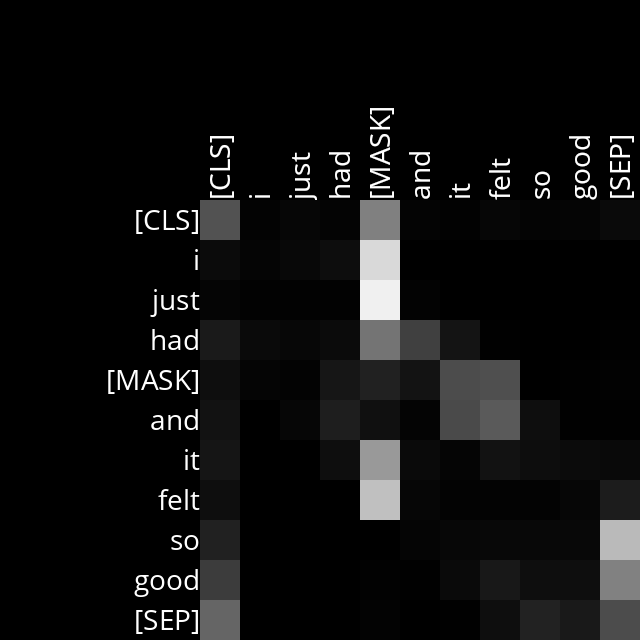 [CLS] i just had [MASK] and it felt so good [SEP]
[CLS]
i
just
had
[MASK]
and
it
felt
so
good
[SEP]